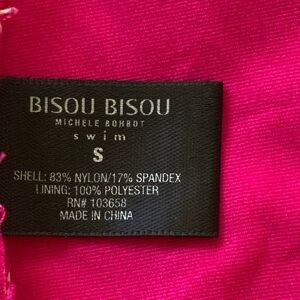 BISOU BISOU
MICHELE BOHBOT
swim
S
SHELL: 83% NYLON/17% SPANDEX
LINING: 100% POLYESTER
RN# 103658
MADE IN CHINA